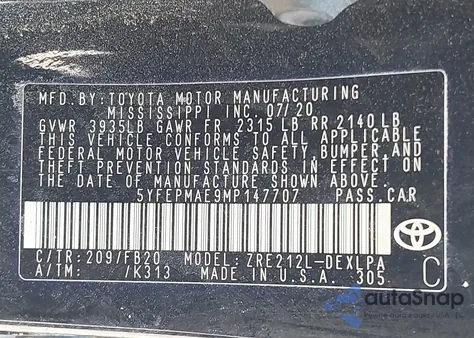 MFD.BY:TOYOTA MOTOR MANUFACTURING
MISSISSIPPI INC. 07/20
GVWR 3935LB GAWR FR 2315 LB RR 2140 LB
THIS VEHICLE CONFORMS TO ALL APPLICABLE
FEDERAL MOTOR VEHICLE SAFETY, BUMPER AND
THEFT PREVENTION STANDARDS IN EFFECT ON
THE DATE OF MANUFACTURE SHOWN ABOVE.
5YFEPMAE9MP147707 PASS.CAR
C/TR:209/FB20 MODEL: ZRE212L-DEXLPA
A/TM: /K313 MADE IN U.S.A. 305 C
TOYOTA
autoSnap